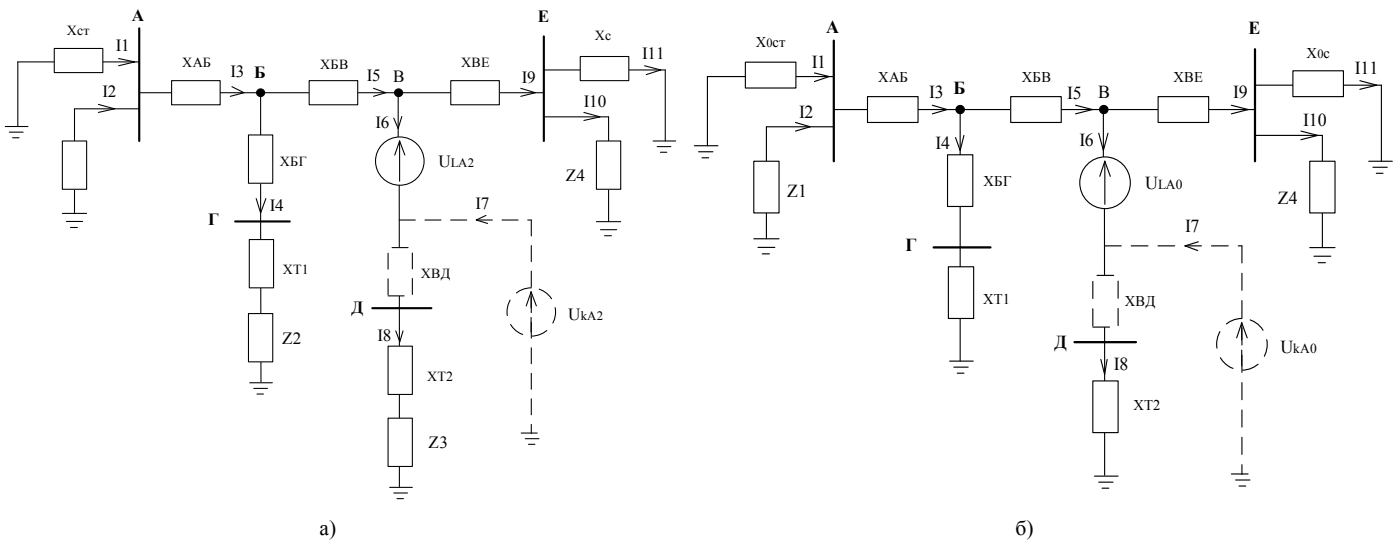 А
Xст
I1
I2
XАБ
I3
Б
XБВ
I5
В
XВЕ
I9
Е
Xс
I11
I10
Z4
I6
ULA2
XБГ
I4
Г
XТ1
Z2
I7
XВД
Д
I8
XТ2
Z3
UkA2
а)
А
X0ст
I1
I2
Z1
XАБ
I3
Б
XБВ
I5
В
XВЕ
I9
Е
X0с
I11
I10
Z4
I4
I6
XБГ
ULA0
Г
XТ1
I7
XВД
Д
I8
XТ2
UkA0
б)